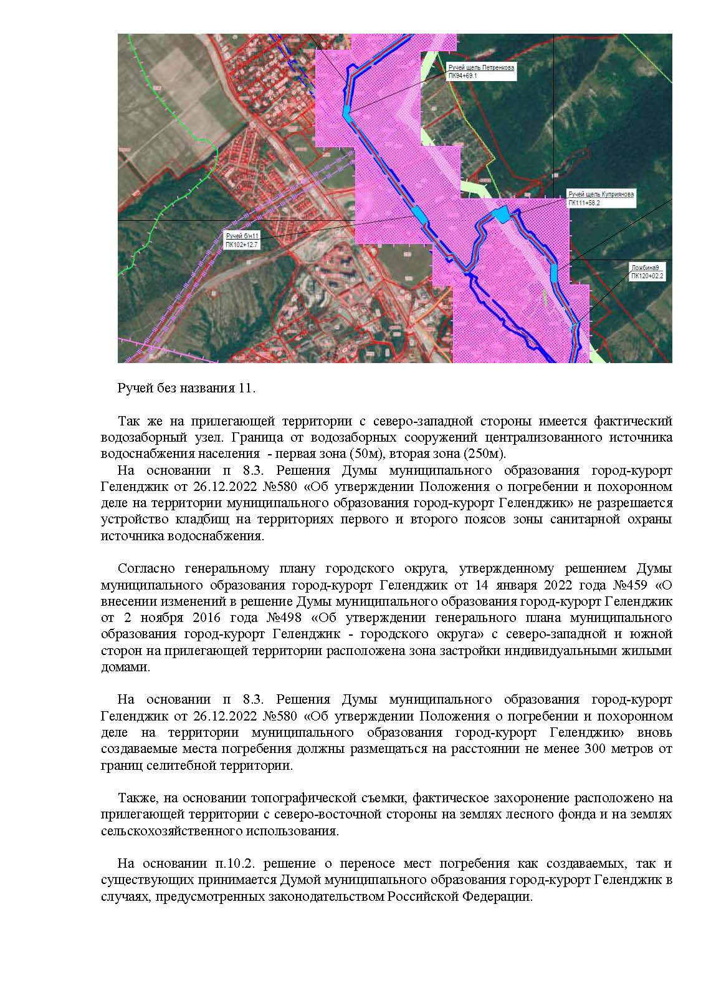 Ручей щель Петренкова
ПК94+69.1
Ручей щель Куприянова
ПК111+58.2
Ручей б/н11
ПК102+12.7
Ложбина9
ПК120+02.2
Ручей без названия 11.
Так же на прилегающей территории с северо-западной стороны имеется фактический
водозаборный узел. Граница от водозаборных сооружений централизованного источника
водоснабжения населения - первая зона (50м), вторая зона (250м).
На основании п 8.3. Решения Думы муниципального образования город-курорт
Геленджик от 26.12.2022 №580 «Об утверждении Положения о погребении и похоронном
деле на территории муниципального образования город-курорт Геленджик» не разрешается
устройство кладбищ на территориях первого и второго поясов зоны санитарной охраны
источника водоснабжения.
Согласно генеральному плану городского округа, утвержденному решением Думы
муниципального образования город-курорт Геленджик от 14 января 2022 года №459 «О
внесении изменений в решение Думы муниципального образования город-курорт Геленджик
от 2 ноября 2016 года №498 «Об утверждении генерального плана муниципального
образования город-курорт Геленджик - городского округа» с северо-западной и южной
сторон на прилегающей территории расположена зона застройки индивидуальными жилыми
домами.
На основании п 8.3. Решения Думы муниципального образования город-курорт
Геленджик от 26.12.2022 №580 «Об утверждении Положения о погребении и похоронном
деле на территории муниципального образования город-курорт Геленджик» вновь
создаваемые места погребения должны размещаться на расстоянии не менее 300 метров от
границ селитебной территории.
Также, на основании топографической съемки, фактическое захоронение расположено на
прилегающей территории с северо-восточной стороны на землях лесного фонда и на землях
сельскохозяйственного использования.
На основании п.10.2. решение о переносе мест погребения как создаваемых, так и
существующих принимается Думой муниципального образования город-курорт Геленджик в
случаях, предусмотренных законодательством Российской Федерации.